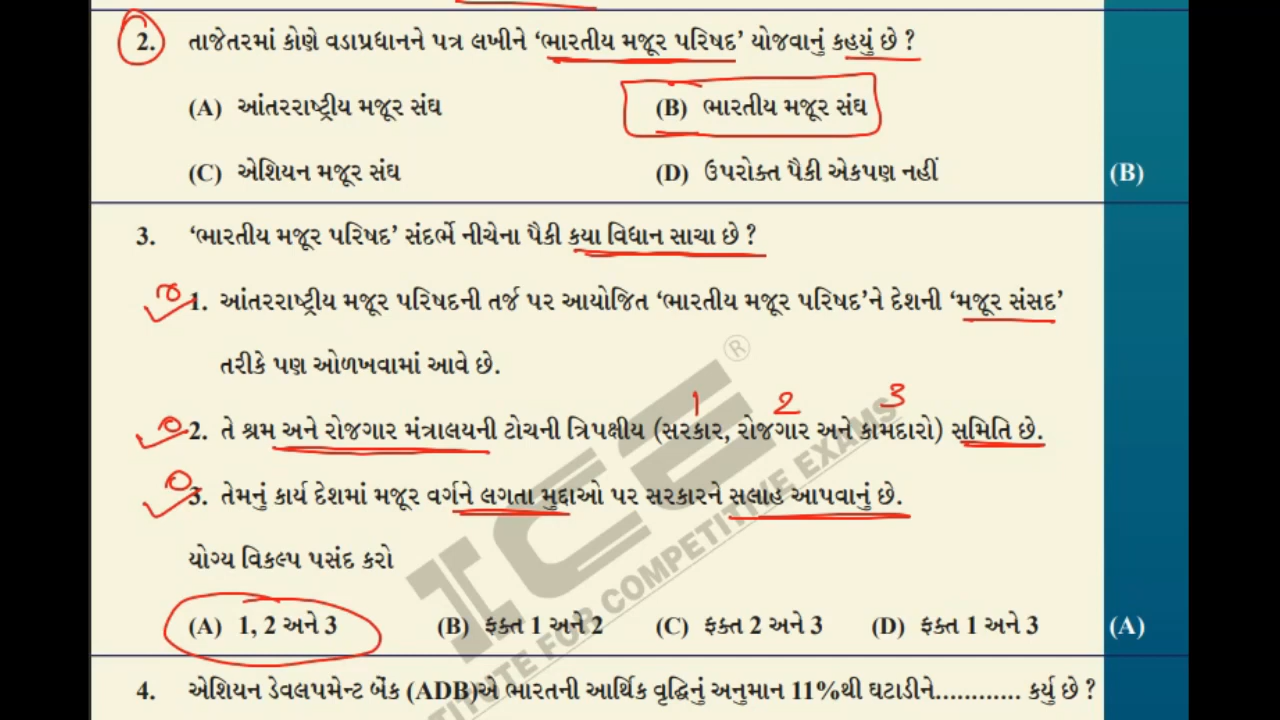 2. તાજેતરમાં કોણે વડાપ્રધાનને પત્ર લખીને ‘ભારતીય મજૂર પરિષદ’ યોજવાનું કહયું છે ?
(A) આંતરરાષ્ટ્રીય મજૂર સંઘ (B) ભારતીય મજૂર સંઘ
(C) એશિયન મજૂર સંઘ (D) ઉપરોક્ત પૈકી એકપણ નહીં (B)
3. ‘ભારતીય મજૂર પરિષદ’ સંદર્ભે નીચેના પૈકી કયા વિધાન સાચા છે ?
1. આંતરરાષ્ટ્રીય મજૂર પરિષદની તર્જ પર આયોજિત ‘ભારતીય મજૂર પરિષદ’ને દેશની ‘મજૂર સંસદ’
તરીકે પણ ઓળખવામાં આવે છે.
1 2 3
2. તે શ્રમ અને રોજગાર મંત્રાલયની ટોચની ત્રિપક્ષીય (સરકાર, રોજગાર અને કામદારો) સમિતિ છે.
3. તેમનું કાર્ય દેશમાં મજૂર વર્ગને લગતા મુદ્દાઓ પર સરકારને સલાહ આપવાનું છે.
યોગ્ય વિકલ્પ પસંદ કરો
(A) 1, 2 અને 3 (B) ફક્ત 1 અને 2 (C) ફક્ત 2 અને 3 (D) ફક્ત 1 અને 3 (A)
4. એશિયન ડેવલપમેન્ટ બેંક (ADB)એ ભારતની આર્થિક વૃદ્ધિનું અનુમાન 11%થી ઘટાડીને............ કર્યુ છે ?
ICE ®
TUTE FOR COMPETITIVE EXAMS